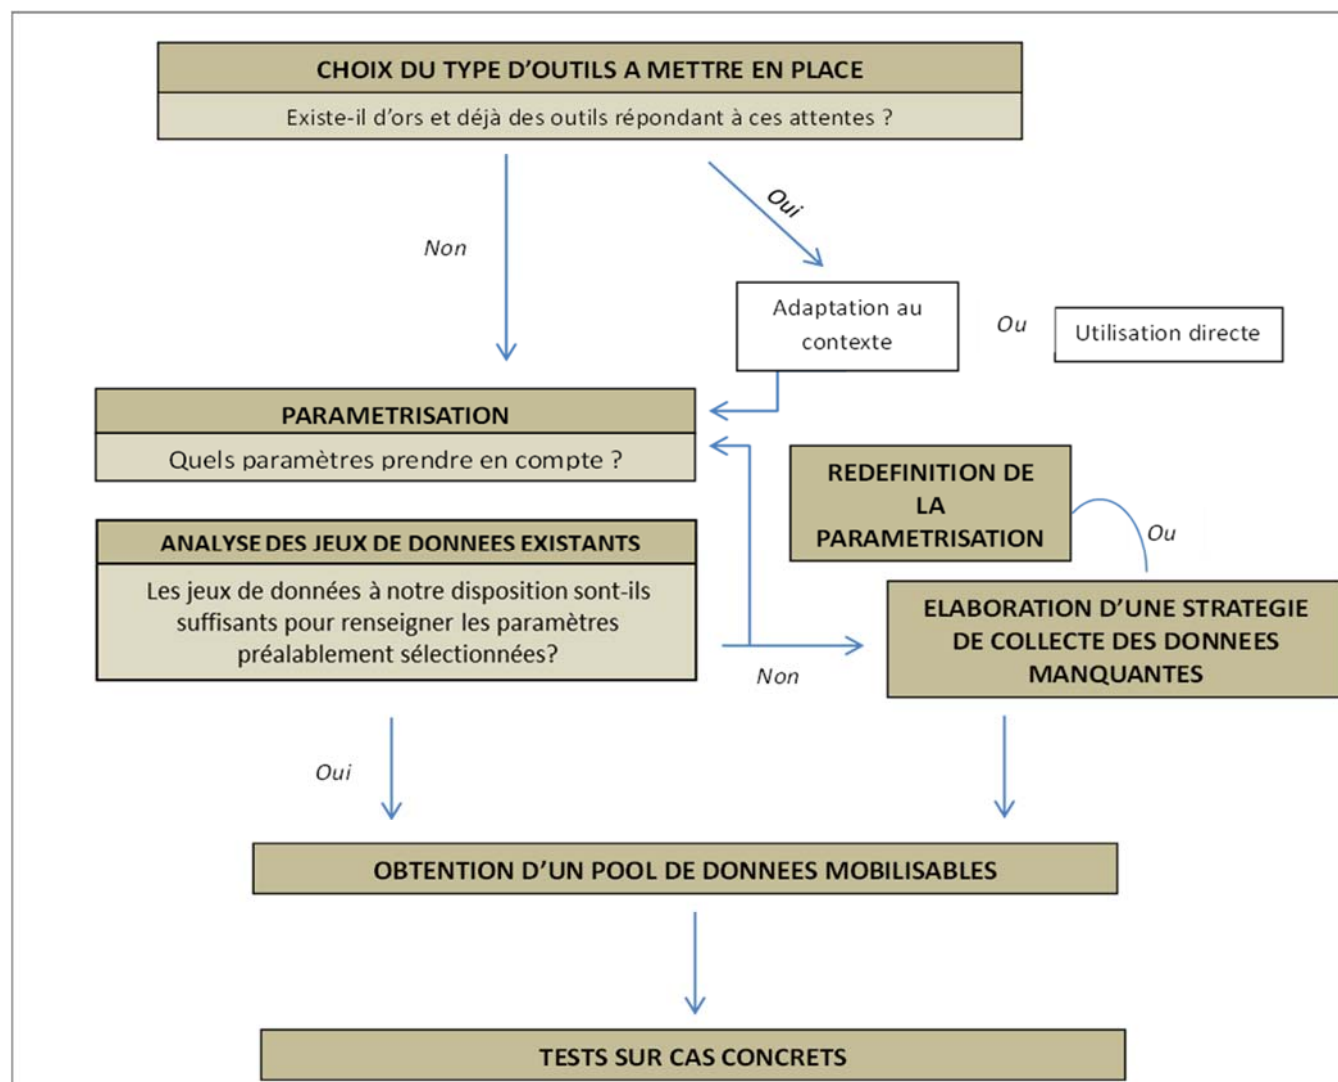 CHOIX DU TYPE D'OUTILS A METTRE EN PLACE
Existe-il d'ors et déjà des outils répondant à ces attentes ?
Oui
Non
Adaptation au
contexte
Ou
Utilisation directe
PARAMETRISATION
Quels paramètres prendre en compte ?
REDEFINITION DE
LA
PARAMETRISATION
Ou
ANALYSE DES JEUX DE DONNEES EXISTANTS
Les jeux de données à notre disposition sont-ils
suffisants pour renseigner les paramètres
préalablement sélectionnées?
Non
ELABORATION D'UNE STRATEGIE
DE COLLECTE DES DONNEES
MANQUANTES
Oui
OBTENTION D'UN POOL DE DONNEES MOBILISABLES
TESTS SUR CAS CONCRETS